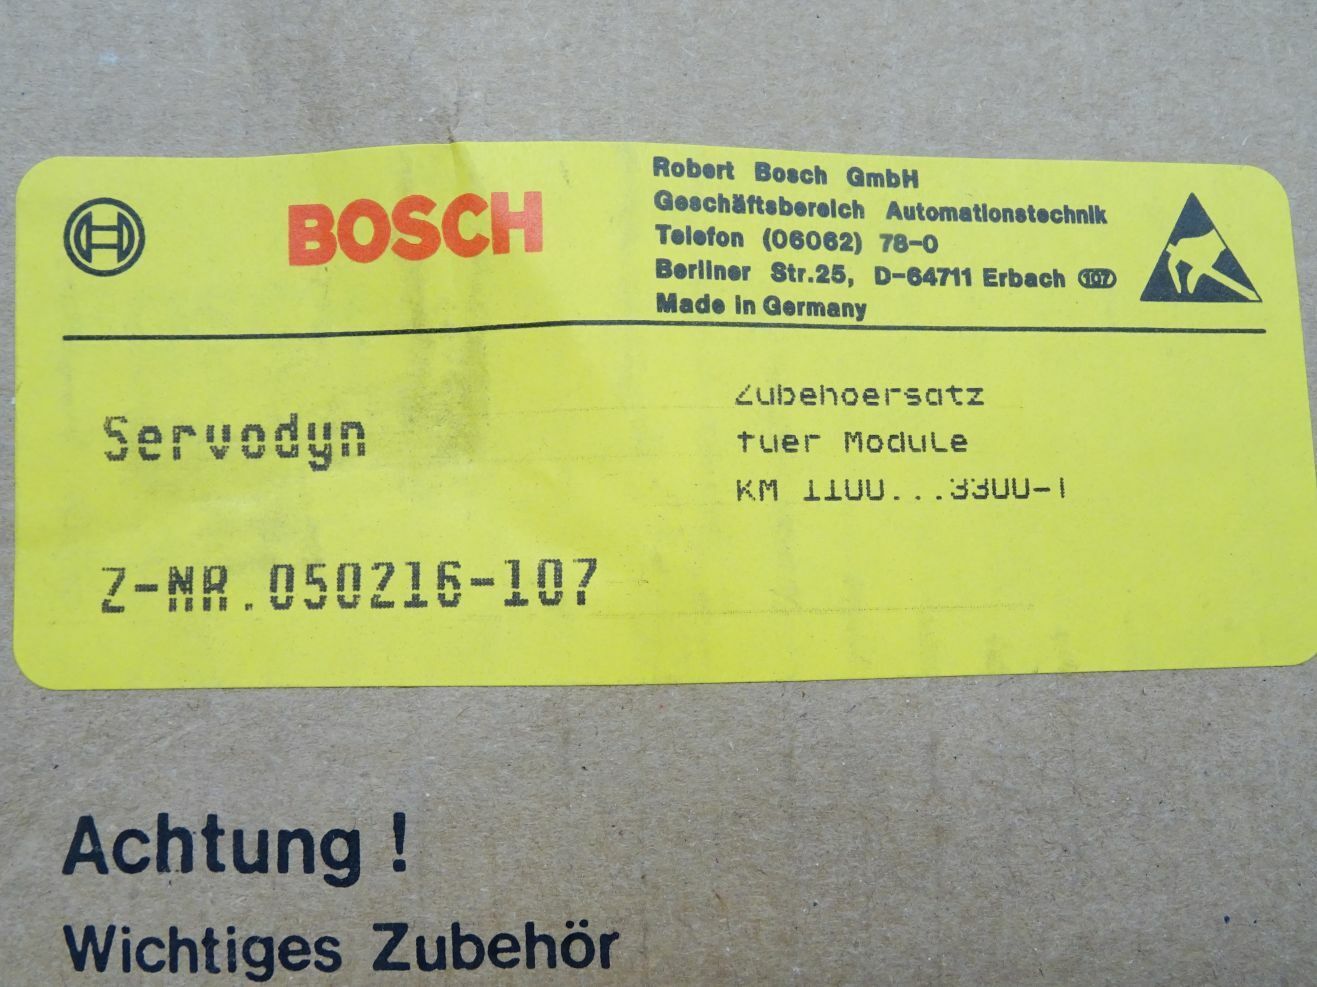 BOSCH
Robert Bosch GmbH
Geschäftsbereich Automationstechnik
Telefon (06062) 78-0
Berliner Str.25, D-64711 Erbach 107
Made in Germany
Servodyn
Zubehoersatz
fuer Module
KM 1100...3300-T
Z-NR.050216-107
Achtung !
Wichtiges Zubehör